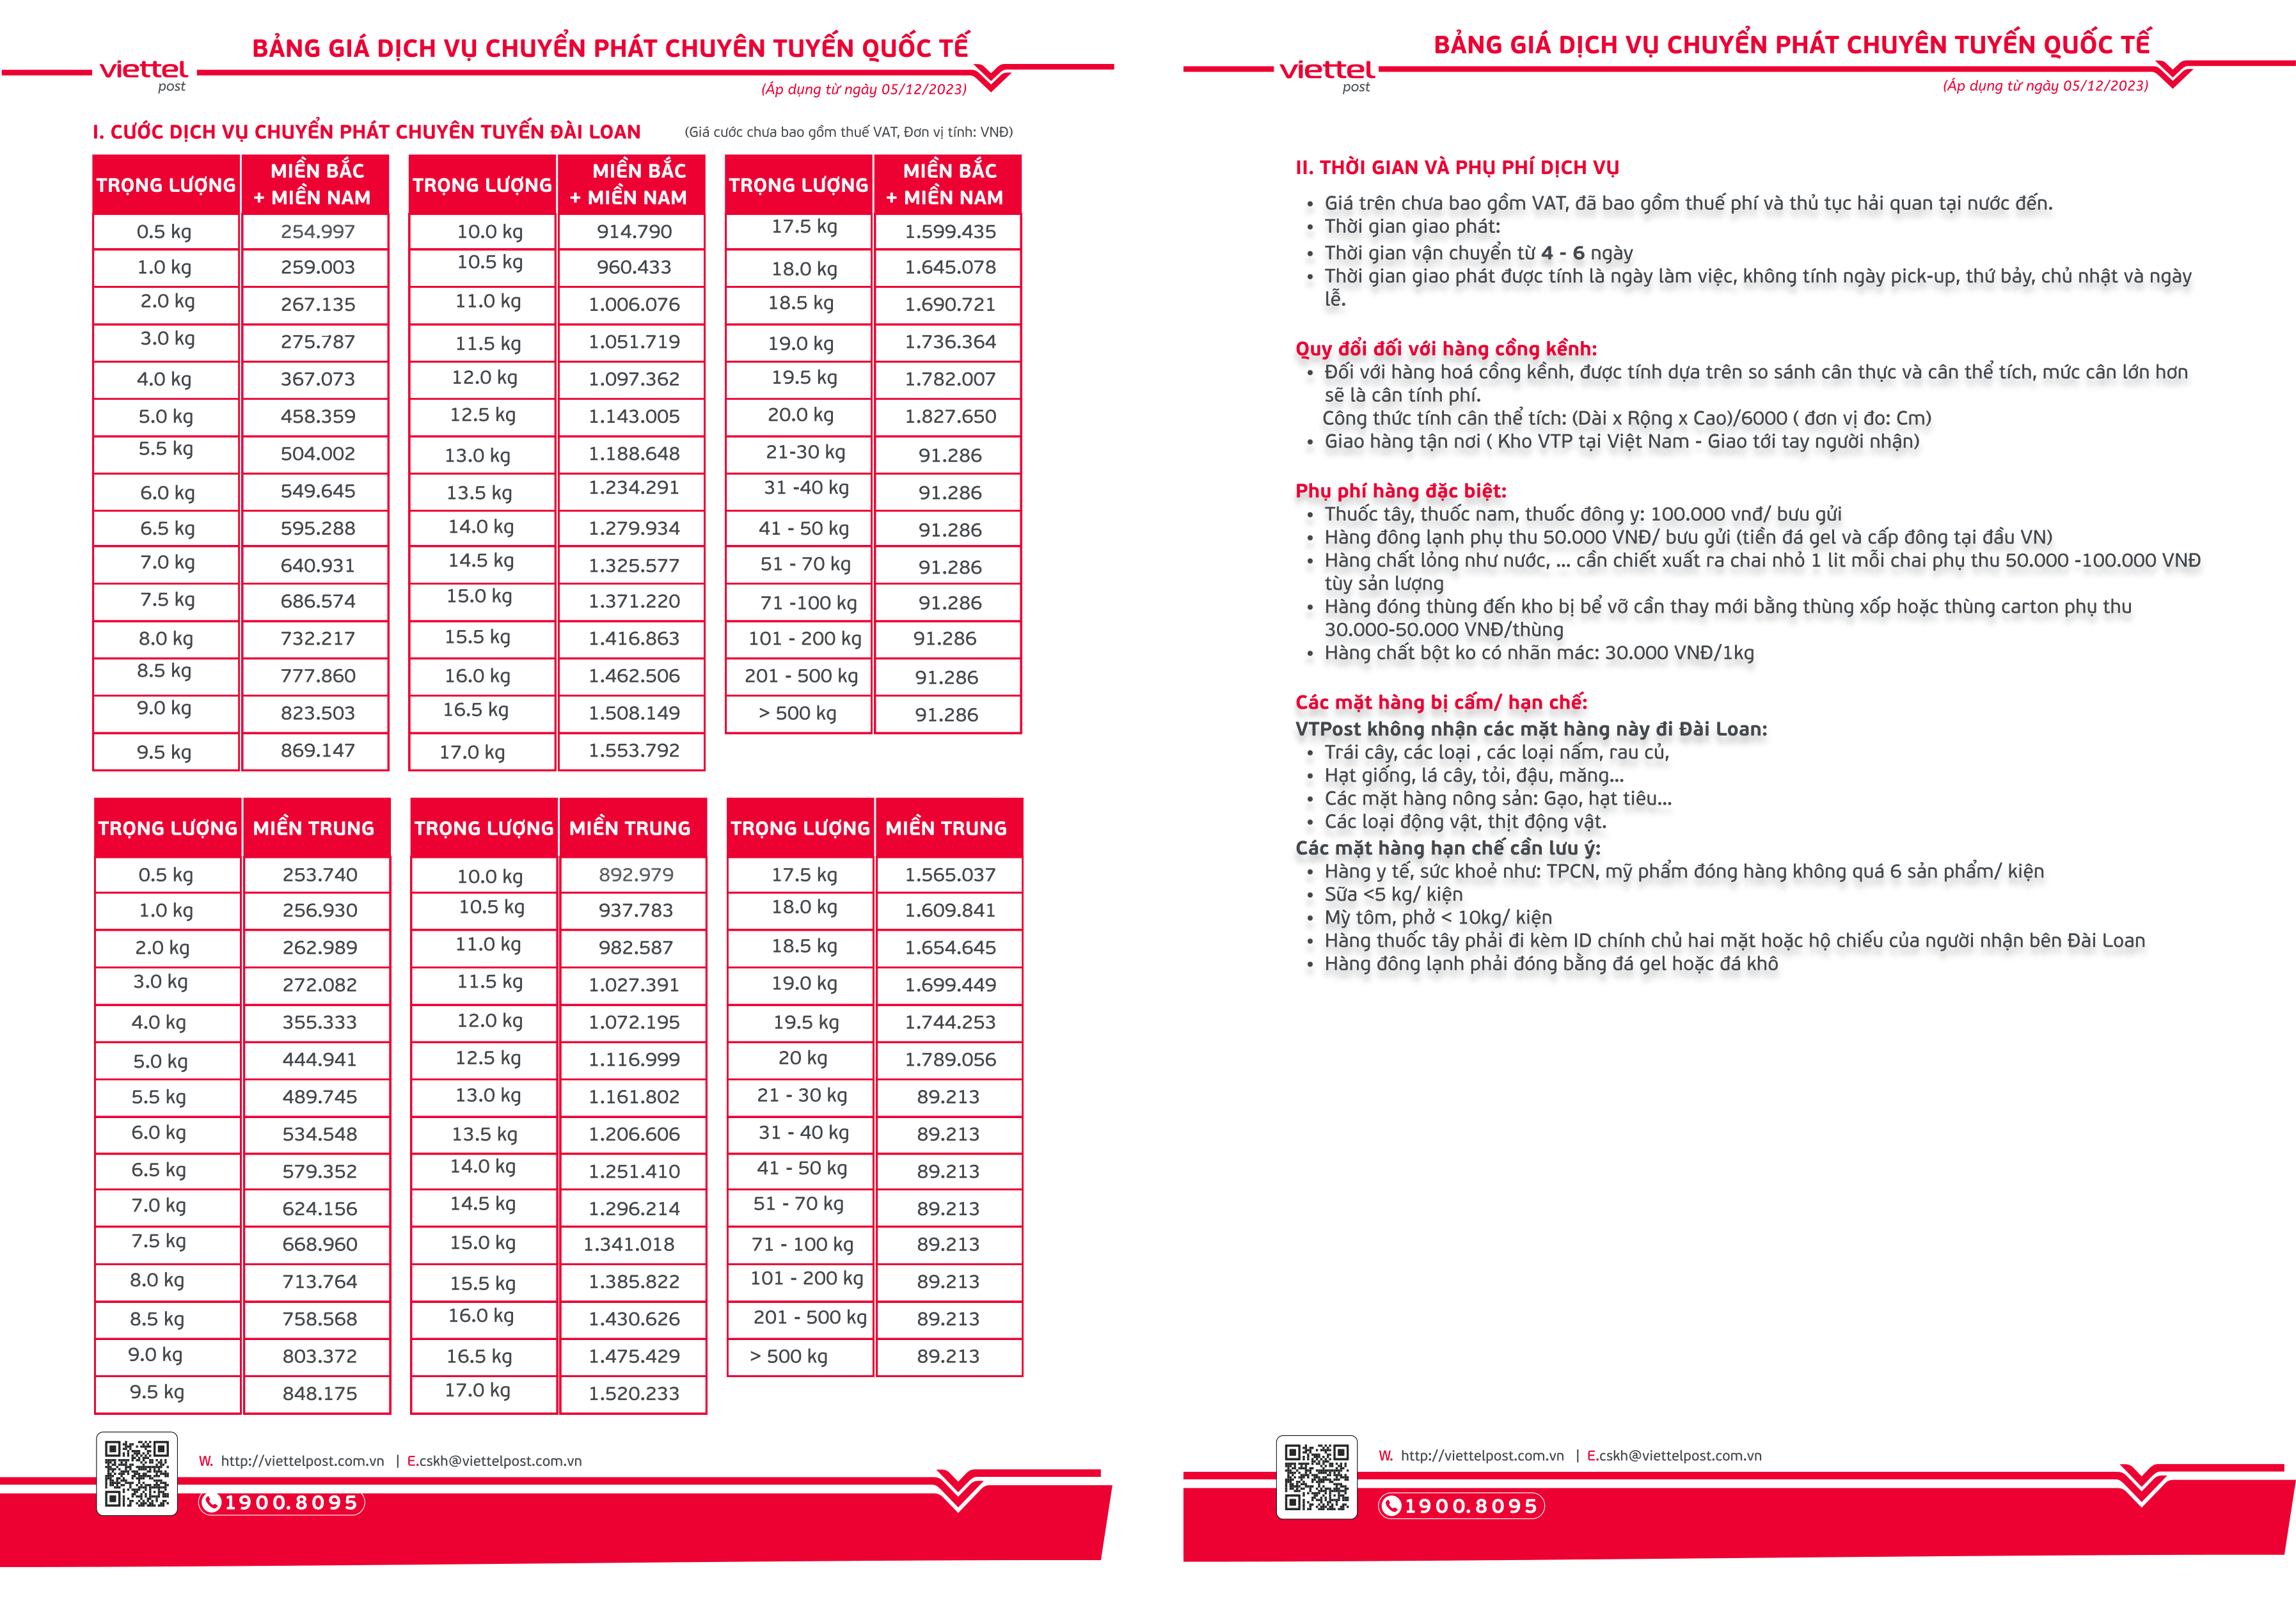 BẢNG GIÁ DỊCH VỤ CHUYỂN PHÁT CHUYÊN TUYẾN QUỐC TẾ
viettel
post
(Áp dụng từ ngày 05/12/2023)
I. CƯỚC DỊCH VỤ CHUYỂN PHÁT CHUYÊN TUYẾN ĐÀI LOAN (Giá cước chưa bao gồm thuế VAT, Đơn vị tính: VNĐ)
TRỌNG LƯỢNG MIỀN BẮC + MIỀN NAM TRỌNG LƯỢNG MIỀN BẮC + MIỀN NAM TRỌNG LƯỢNG MIỀN BẮC + MIỀN NAM
0.5 kg 254.997 10.0 kg 914.790 17.5 kg 1.599.435
1.0 kg 259.003 10.5 kg 960.433 18.0 kg 1.645.078
2.0 kg 267.135 11.0 kg 1.006.076 18.5 kg 1.690.721
3.0 kg 275.787 11.5 kg 1.051.719 19.0 kg 1.736.364
4.0 kg 367.073 12.0 kg 1.097.362 19.5 kg 1.782.007
5.0 kg 458.359 12.5 kg 1.143.005 20.0 kg 1.827.650
5.5 kg 504.002 13.0 kg 1.188.648 21-30 kg 91.286
6.0 kg 549.645 13.5 kg 1.234.291 31 -40 kg 91.286
6.5 kg 595.288 14.0 kg 1.279.934 41 - 50 kg 91.286
7.0 kg 640.931 14.5 kg 1.325.577 51 - 70 kg 91.286
7.5 kg 686.574 15.0 kg 1.371.220 71 -100 kg 91.286
8.0 kg 732.217 15.5 kg 1.416.863 101 - 200 kg 91.286
8.5 kg 777.860 16.0 kg 1.462.506 201 - 500 kg 91.286
9.0 kg 823.503 16.5 kg 1.508.149 > 500 kg 91.286
9.5 kg 869.147 17.0 kg 1.553.792
TRỌNG LƯỢNG MIỀN TRUNG TRỌNG LƯỢNG MIỀN TRUNG TRỌNG LƯỢNG MIỀN TRUNG
0.5 kg 253.740 10.0 kg 892.979 17.5 kg 1.565.037
1.0 kg 256.930 10.5 kg 937.783 18.0 kg 1.609.841
2.0 kg 262.989 11.0 kg 982.587 18.5 kg 1.654.645
3.0 kg 272.082 11.5 kg 1.027.391 19.0 kg 1.699.449
4.0 kg 355.333 12.0 kg 1.072.195 19.5 kg 1.744.253
5.0 kg 444.941 12.5 kg 1.116.999 20 kg 1.789.056
5.5 kg 489.745 13.0 kg 1.161.802 21 - 30 kg 89.213
6.0 kg 534.548 13.5 kg 1.206.606 31 - 40 kg 89.213
6.5 kg 579.352 14.0 kg 1.251.410 41 - 50 kg 89.213
7.0 kg 624.156 14.5 kg 1.296.214 51 - 70 kg 89.213
7.5 kg 668.960 15.0 kg 1.341.018 71 - 100 kg 89.213
8.0 kg 713.764 15.5 kg 1.385.822 101 - 200 kg 89.213
8.5 kg 758.568 16.0 kg 1.430.626 201 - 500 kg 89.213
9.0 kg 803.372 16.5 kg 1.475.429 > 500 kg 89.213
9.5 kg 848.175 17.0 kg 1.520.233
W. http://viettelpost.com.vn | E.cskh@viettelpost.com.vn
1900.8095
BẢNG GIÁ DỊCH VỤ CHUYỂN PHÁT CHUYÊN TUYẾN QUỐC TẾ
viettel
post
(Áp dụng từ ngày 05/12/2023)
II. THỜI GIAN VÀ PHỤ PHÍ DỊCH VỤ
• Giá trên chưa bao gồm VAT, đã bao gồm thuế phí và thủ tục hải quan tại nước đến.
• Thời gian giao phát:
• Thời gian vận chuyển từ 4 - 6 ngày
• Thời gian giao phát được tính là ngày làm việc, không tính ngày pick-up, thứ bảy, chủ nhật và ngày
lễ.
Quy đổi đối với hàng cồng kềnh:
• Đối với hàng hoá cồng kềnh, được tính dựa trên so sánh cân thực và cân thể tích, mức cân lớn hơn
sẽ là cân tính phí.
Công thức tính cân thể tích: (Dài x Rộng x Cao)/6000 ( đơn vị đo: Cm)
• Giao hàng tận nơi ( Kho VTP tại Việt Nam - Giao tới tay người nhận)
Phụ phí hàng đặc biệt:
• Thuốc tây, thuốc nam, thuốc đông y: 100.000 vnđ/ bưu gửi
• Hàng đông lạnh phụ thu 50.000 VNĐ/ bưu gửi (tiền đá gel và cấp đông tại đầu VN)
• Hàng chất lỏng như nước, ... cần chiết xuất ra chai nhỏ 1 lit mỗi chai phụ thu 50.000 -100.000 VNĐ
tùy sản lượng
• Hàng đóng thùng đến kho bị bể vỡ cần thay mới bằng thùng xốp hoặc thùng carton phụ thu
30.000-50.000 VNĐ/thùng
• Hàng chất bột ko có nhãn mác: 30.000 VNĐ/1kg
Các mặt hàng bị cấm/ hạn chế:
VTPost không nhận các mặt hàng này đi Đài Loan:
• Trái cây, các loại , các loại nấm, rau củ,
• Hạt giống, lá cây, tỏi, đậu, măng...
• Các mặt hàng nông sản: Gạo, hạt tiêu...
• Các loại động vật, thịt động vật.
Các mặt hàng hạn chế cần lưu ý:
• Hàng y tế, sức khoẻ như: TPCN, mỹ phẩm đóng hàng không quá 6 sản phẩm/ kiện
• Sữa <5 kg/ kiện
• Mỳ tôm, phở < 10kg/ kiện
• Hàng thuốc tây phải đi kèm ID chính chủ hai mặt hoặc hộ chiếu của người nhận bên Đài Loan
• Hàng đông lạnh phải đóng bằng đá gel hoặc đá khô
W. http://viettelpost.com.vn | E.cskh@viettelpost.com.vn
1900.8095